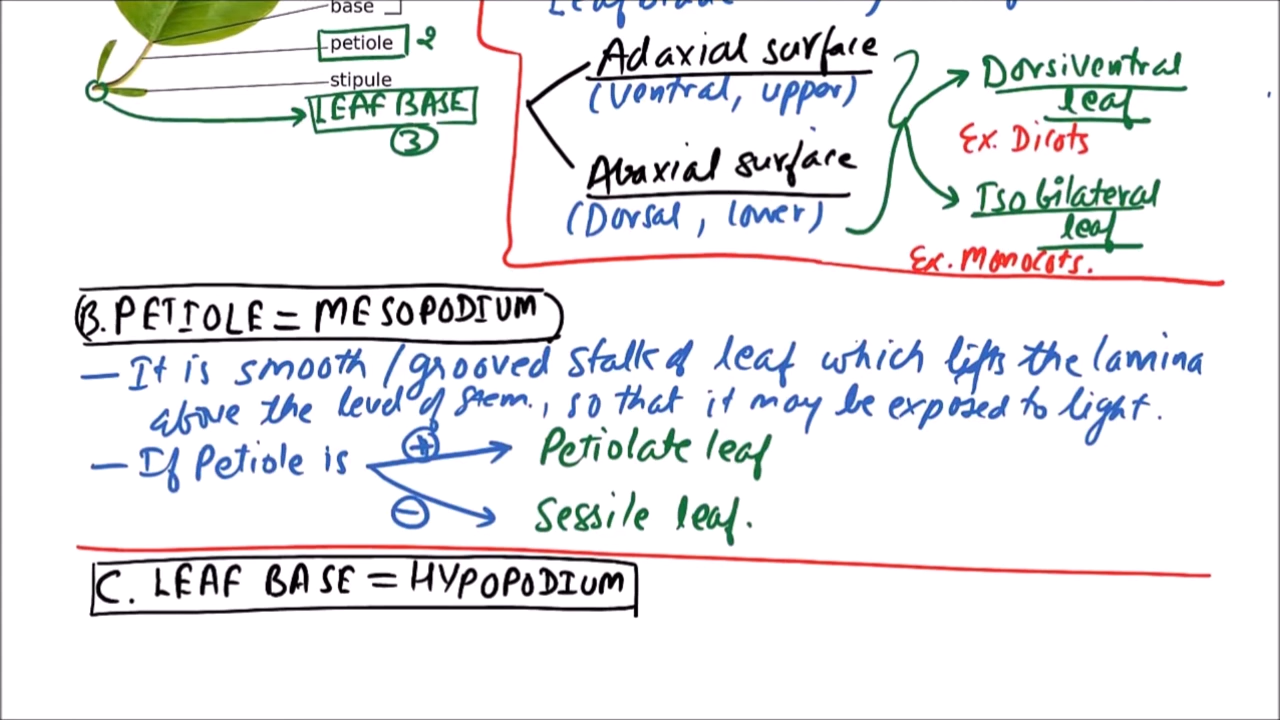 base
petiole 2
stipule
LEAF BASE
3
Adaxial surface
(Ventral, upper)
Abaxial surface
(Dorsal, lower)
Dorsiventral
leaf
Ex. Dicots
Isobilateral
leaf
Ex. Monocots.
B. PETIOLE = MESOPODIUM
— It is smooth / grooved stalk of leaf which lifts the lamina
above the level of stem., so that it may be exposed to light.
— If Petiole is
+ Petiolate leaf
- Sessile leaf.
C. LEAF BASE = HYPOPODIUM